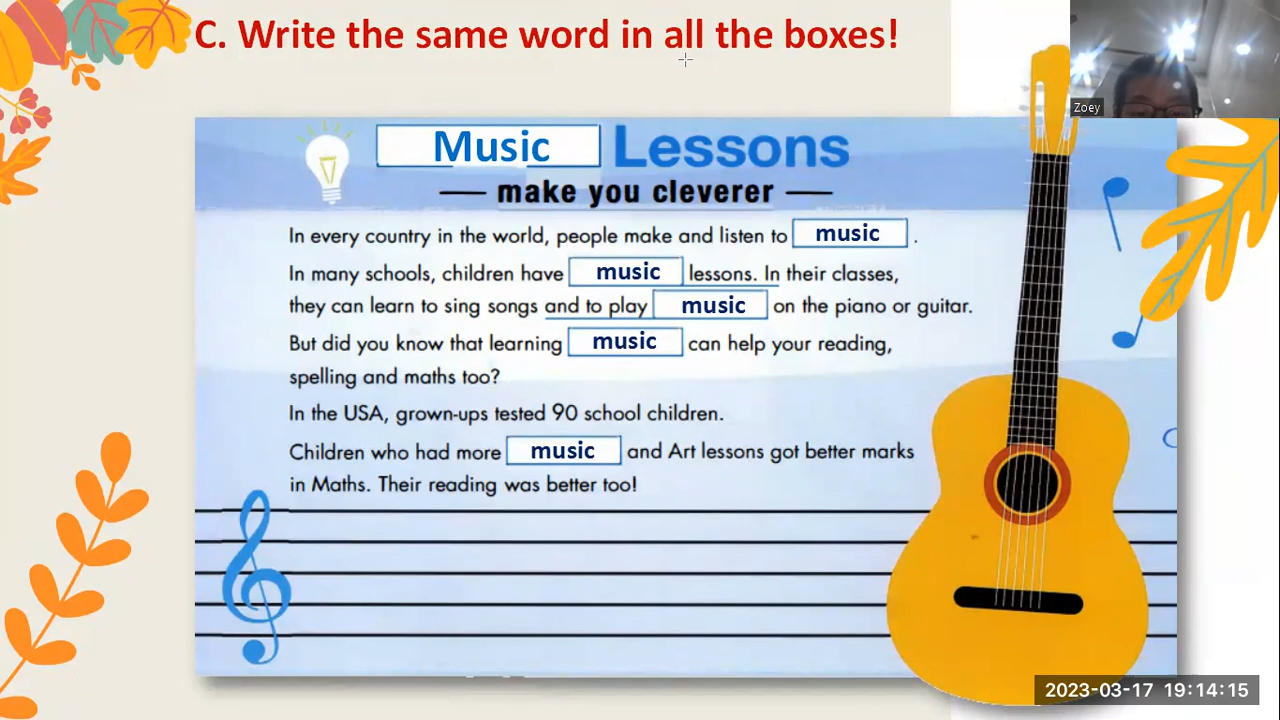 C. Write the same word in all the boxes!
Zoey
Music Lessons
make you cleverer
In every country in the world, people make and listen to music .
In many schools, children have music lessons. In their classes,
they can learn to sing songs and to play music on the piano or guitar.
But did you know that learning music can help your reading,
spelling and maths too?
In the USA, grown-ups tested 90 school children.
Children who had more music and Art lessons got better marks
in Maths. Their reading was better too!
2023-03-17 19:14:15